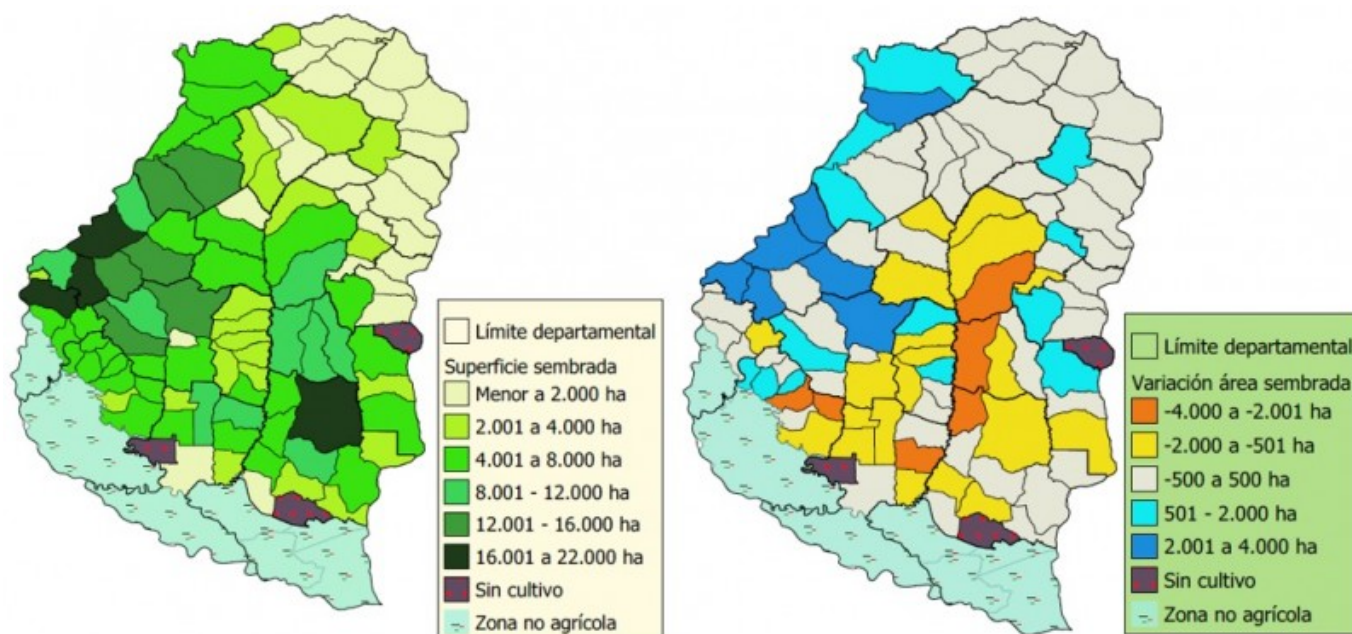 Límite departamental
Superficie sembrada
Menor a 2.000 ha
2.001 a 4.000 ha
4.001 a 8.000 ha
8.001 - 12.000 ha
12.001 - 16.000 ha
16.001 a 22.000 ha
Sin cultivo
Zona no agrícola
Límite departamental
Variación área sembrada
-4.000 a -2.001 ha
-2.000 a -501 ha
-500 a 500 ha
501 - 2.000 ha
2.001 a 4.000 ha
Sin cultivo
Zona no agrícola